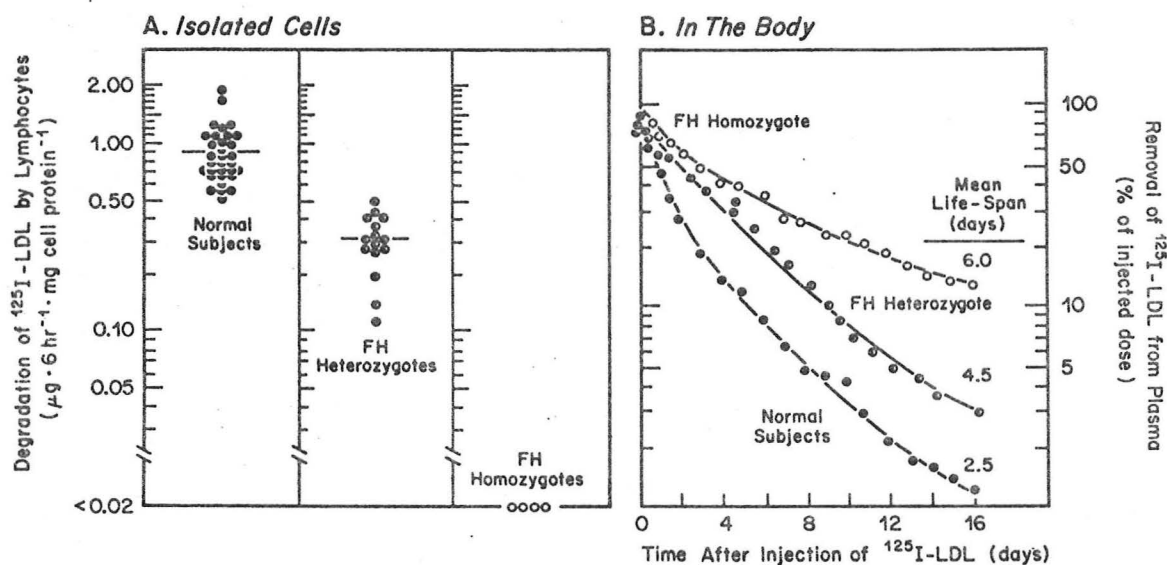 A. Isolated Cells
Degradation of ¹²⁵I-LDL by Lymphocytes
(μg · 6 hr⁻¹ · mg cell protein⁻¹)
2.00
1.00
0.50
0.10
0.05
<0.02
Normal
Subjects
FH
Heterozygotes
FH
Homozygotes
B. In The Body
FH Homozygote
Mean
Life-Span
(days)
6.0
FH Heterozygote
4.5
Normal
Subjects
2.5
100
50
10
5
Removal of ¹²⁵I-LDL from Plasma
(% of injected dose)
0
4
8
12
16
Time After Injection of ¹²⁵I-LDL (days)